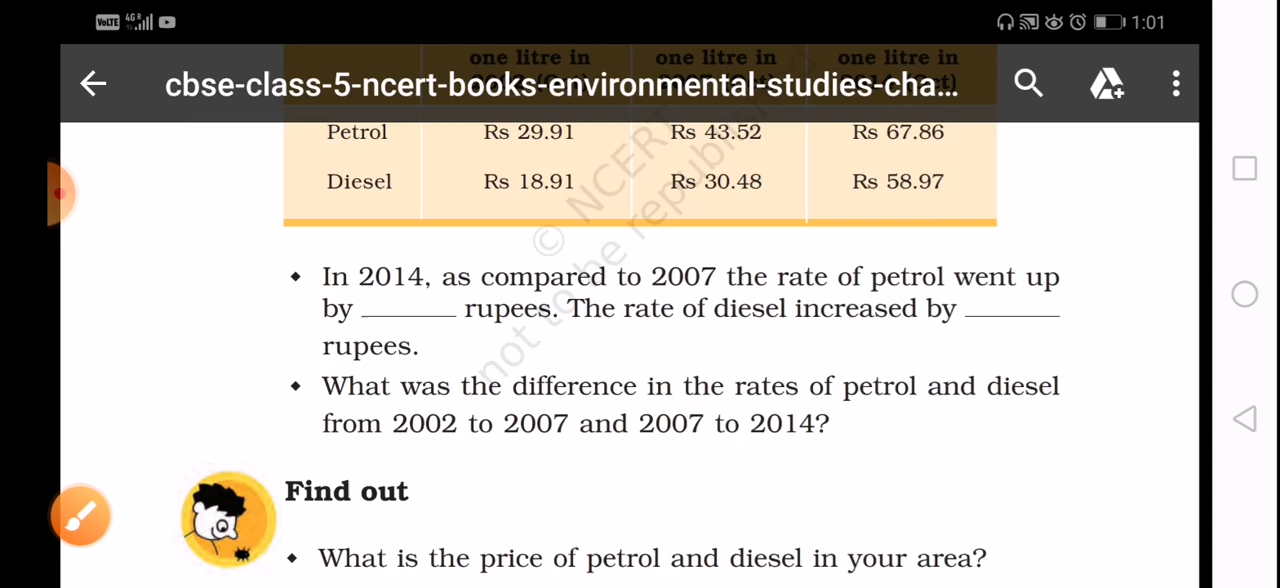 VoLTE 4G R 1:01
one litre in one litre in one litre in
cbse-class-5-ncert-books-environmental-studies-cha...
Petrol Rs 29.91 Rs 43.52 Rs 67.86
Diesel Rs 18.91 Rs 30.48 Rs 58.97
© NCERT
not to be republished
In 2014, as compared to 2007 the rate of petrol went up
by ______ rupees. The rate of diesel increased by ______
rupees.
What was the difference in the rates of petrol and diesel
from 2002 to 2007 and 2007 to 2014?
Find out
What is the price of petrol and diesel in your area?